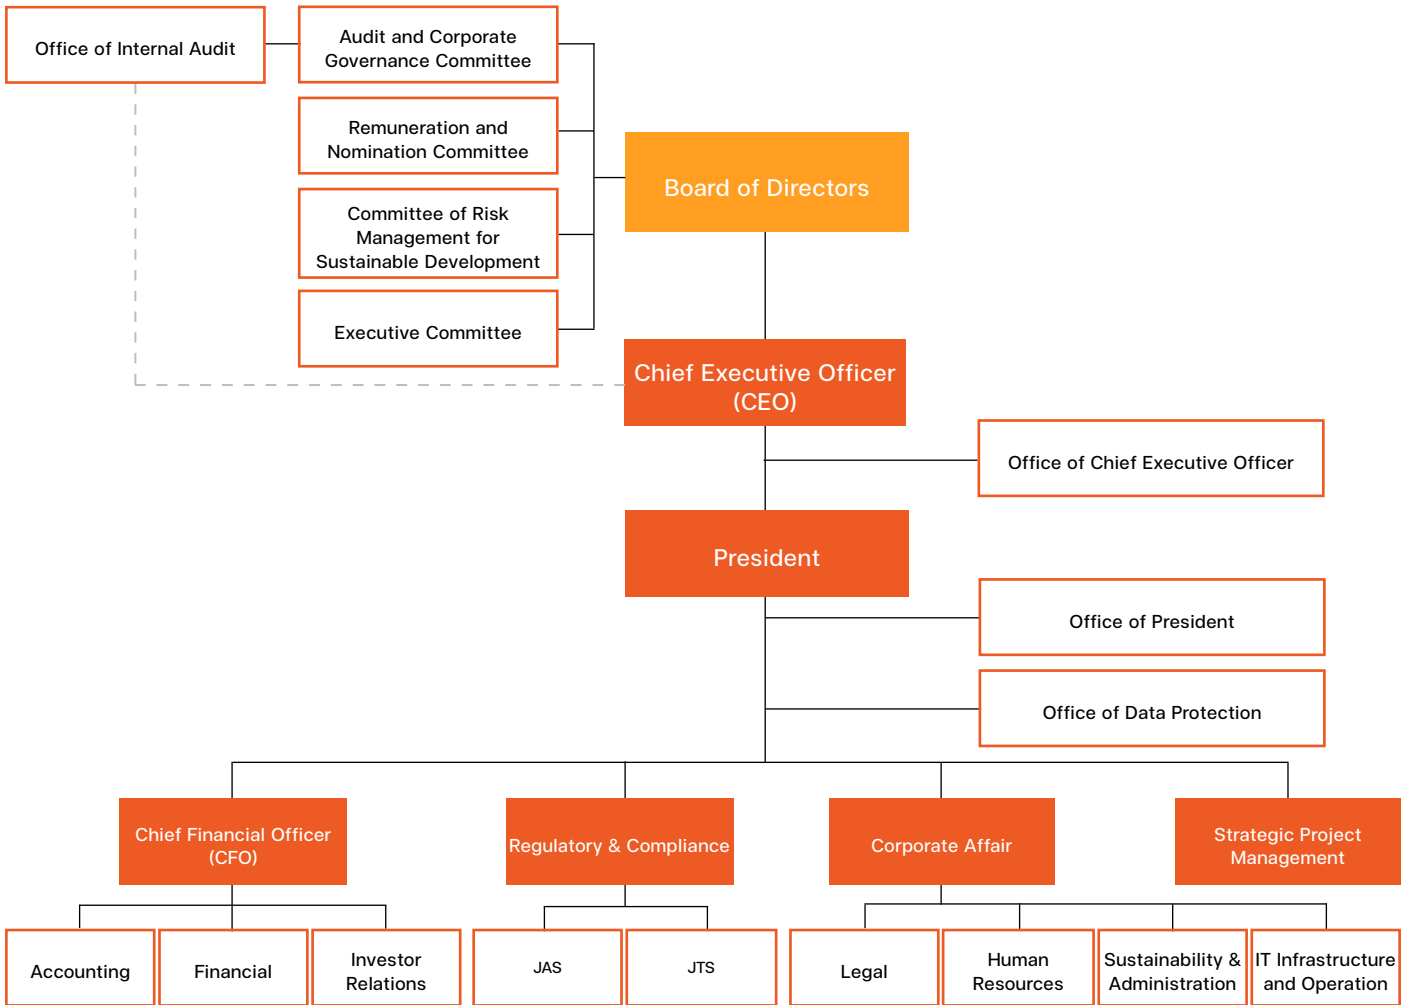 Office of Internal Audit
Audit and Corporate
Governance Committee
Remuneration and
Nomination Committee
Committee of Risk
Management for
Sustainable Development
Executive Committee
Board of Directors
Chief Executive Officer
(CEO)
Office of Chief Executive Officer
President
Office of President
Office of Data Protection
Chief Financial Officer
(CFO)
Regulatory & Compliance
Corporate Affair
Strategic Project
Management
Accounting
Financial
Investor
Relations
JAS
JTS
Legal
Human
Resources
Sustainability &
Administration
IT Infrastructure
and Operation